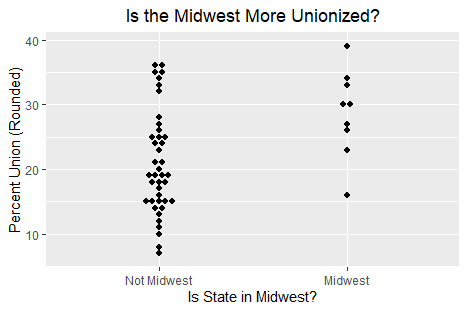 Is the Midwest More Unionized?
Percent Union (Rounded)
40
30
20
10
Not Midwest
Midwest
Is State in Midwest?